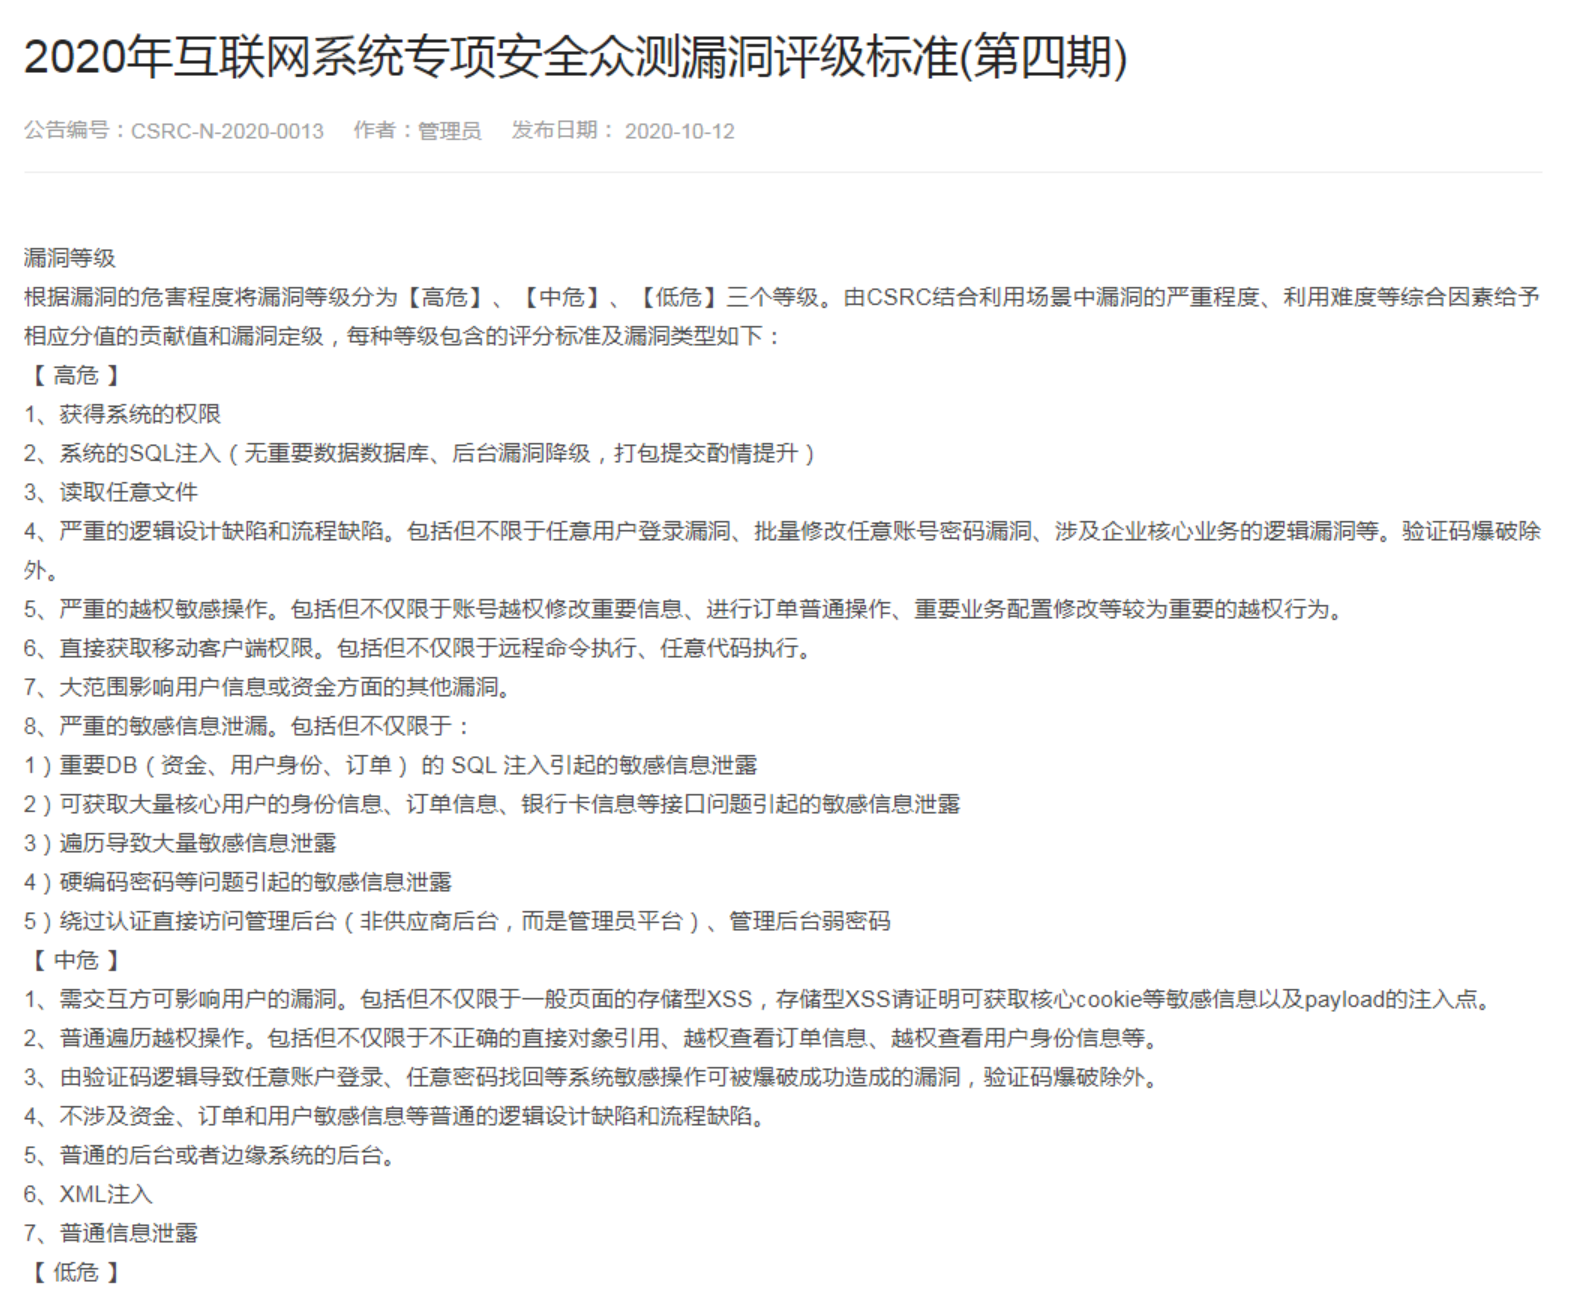 2020年互联网系统专项安全众测漏洞评级标准(第四期)
公告编号：CSRC-N-2020-0013 作者：管理员 发布日期： 2020-10-12
漏洞等级
根据漏洞的危害程度将漏洞等级分为【高危】、【中危】、【低危】三个等级。由CSRC结合利用场景中漏洞的严重程度、利用难度等综合因素给予
相应分值的贡献值和漏洞定级，每种等级包含的评分标准及漏洞类型如下：
【 高危 】
1、获得系统的权限
2、系统的SQL注入（无重要数据数据库、后台漏洞降级，打包提交酌情提升）
3、读取任意文件
4、严重的逻辑设计缺陷和流程缺陷。包括但不限于任意用户登录漏洞、批量修改任意账号密码漏洞、涉及企业核心业务的逻辑漏洞等。验证码爆破除
外。
5、严重的越权敏感操作。包括但不仅限于账号越权修改重要信息、进行订单普通操作、重要业务配置修改等较为重要的越权行为。
6、直接获取移动客户端权限。包括但不仅限于远程命令执行、任意代码执行。
7、大范围影响用户信息或资金方面的其他漏洞。
8、严重的敏感信息泄漏。包括但不仅限于：
1）重要DB（资金、用户身份、订单） 的 SQL 注入引起的敏感信息泄露
2）可获取大量核心用户的身份信息、订单信息、银行卡信息等接口问题引起的敏感信息泄露
3）遍历导致大量敏感信息泄露
4）硬编码密码等问题引起的敏感信息泄露
5）绕过认证直接访问管理后台（非供应商后台，而是管理员平台）、管理后台弱密码
【 中危 】
1、需交互方可影响用户的漏洞。包括但不仅限于一般页面的存储型XSS，存储型XSS请证明可获取核心cookie等敏感信息以及payload的注入点。
2、普通遍历越权操作。包括但不仅限于不正确的直接对象引用、越权查看订单信息、越权查看用户身份信息等。
3、由验证码逻辑导致任意账户登录、任意密码找回等系统敏感操作可被爆破成功造成的漏洞，验证码爆破除外。
4、不涉及资金、订单和用户敏感信息等普通的逻辑设计缺陷和流程缺陷。
5、普通的后台或者边缘系统的后台。
6、XML注入
7、普通信息泄露
【 低危 】